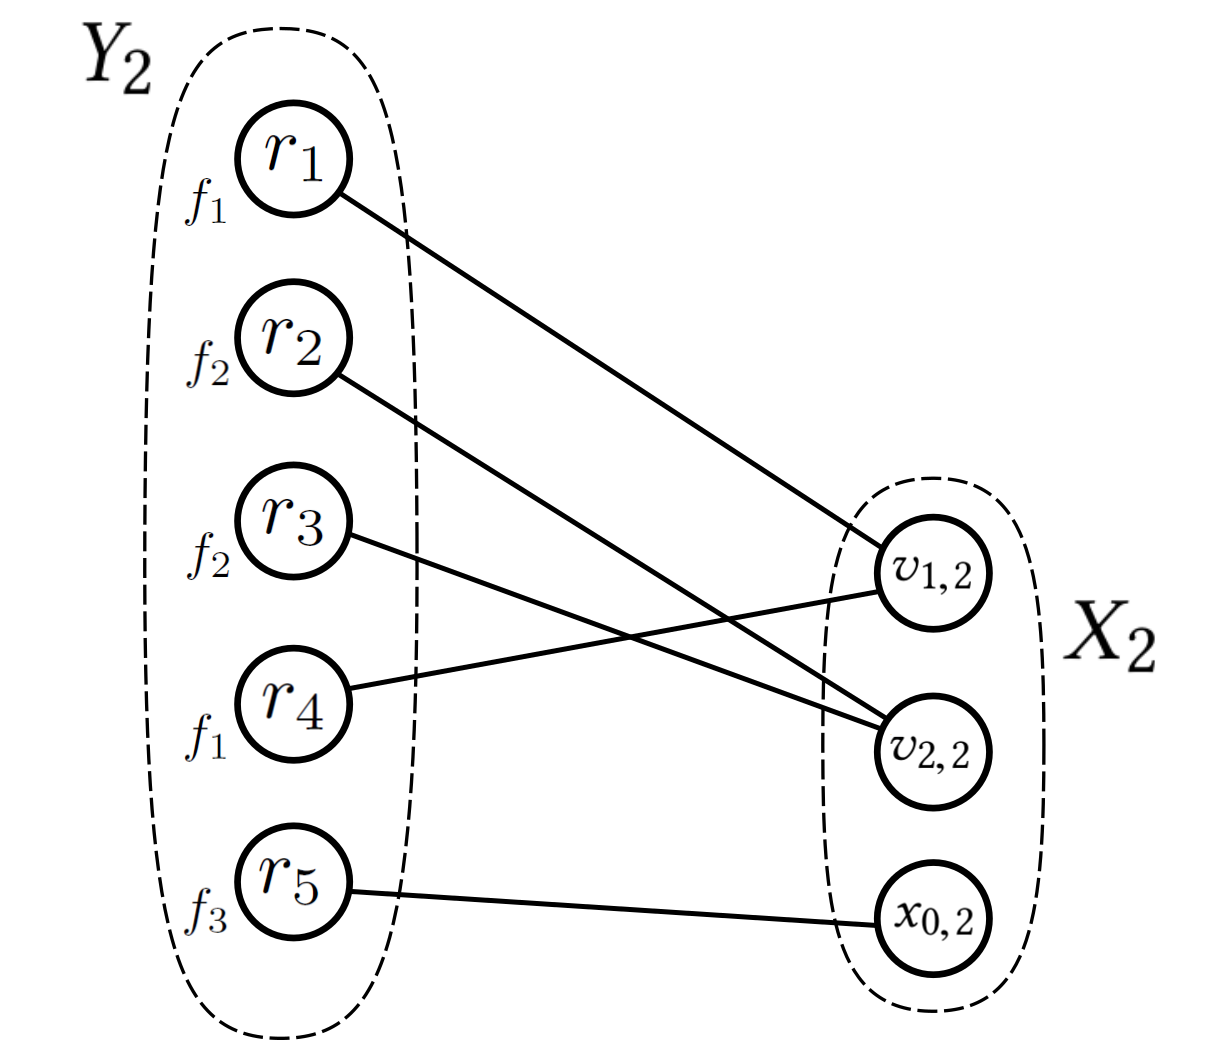 Y₂
r₁
f₁
r₂
f₂
r₃
f₂
v₁,₂
X₂
r₄
f₁
v₂,₂
r₅
f₃
x₀,₂